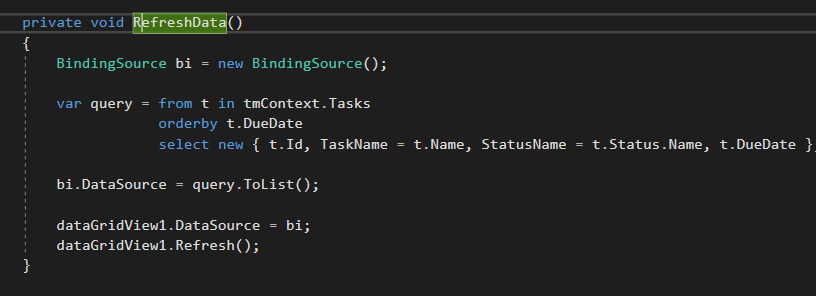 private void RefreshData()
{
    BindingSource bi = new BindingSource();
    var query = from t in tmContext.Tasks
                orderby t.DueDate
                select new { t.Id, TaskName = t.Name, StatusName = t.Status.Name, t.DueDate };
    bi.DataSource = query.ToList();
    dataGridView1.DataSource = bi;
    dataGridView1.Refresh();
}